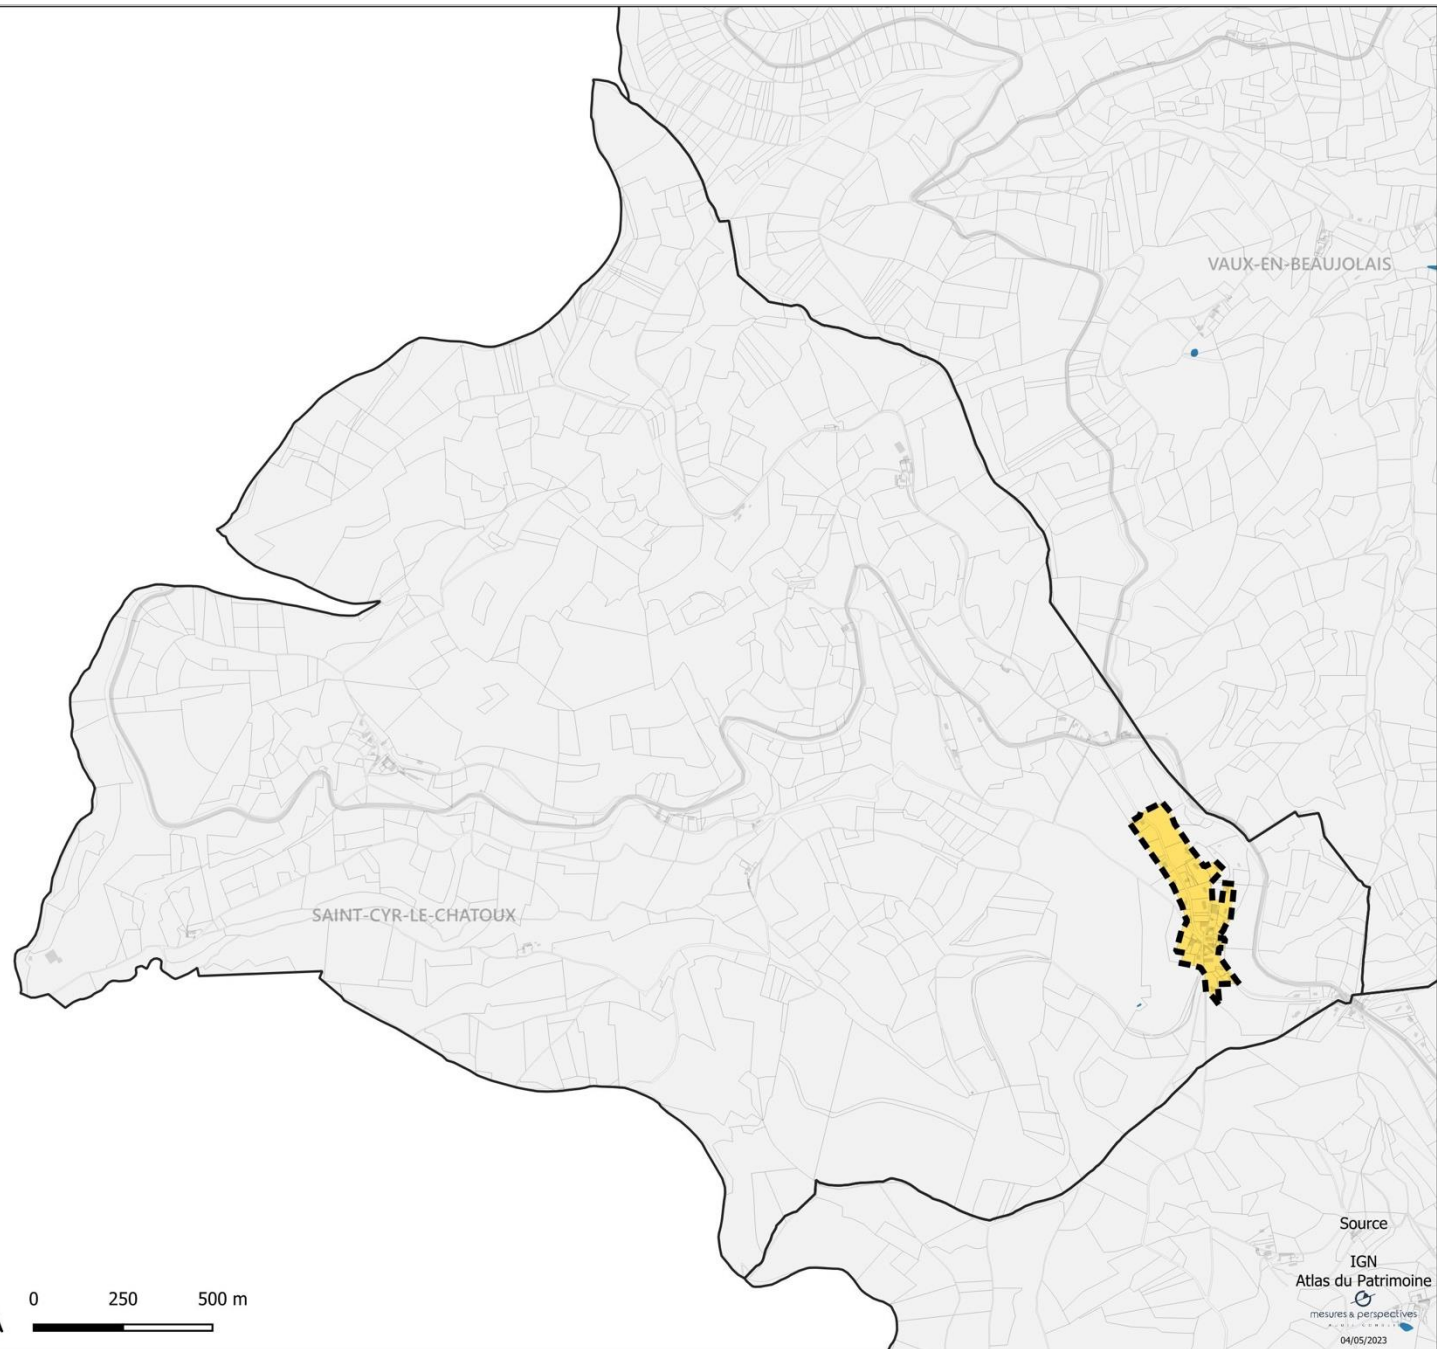 VAUX-EN-BEAUJOLAIS
SAINT-CYR-LE-CHATOUX
Source
IGN
Atlas du Patrimoine
mesures & perspectives
04/05/2023
0 250 500 m